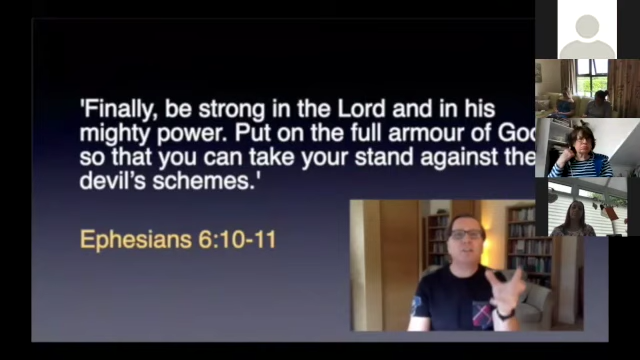 'Finally, be strong in the Lord and in his
mighty power. Put on the full armour of Go
so that you can take your stand against the
devil's schemes.'
Ephesians 6:10-11